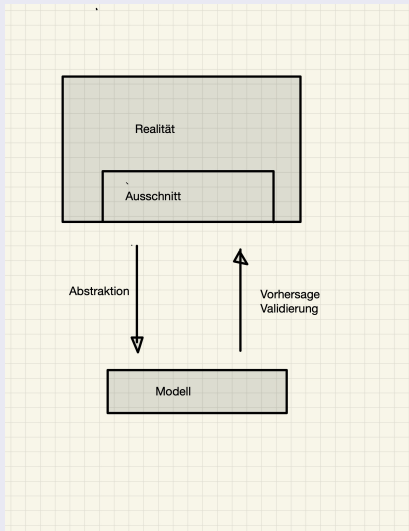 Realität
Ausschnitt
Abstraktion
Vorhersage
Validierung
Modell